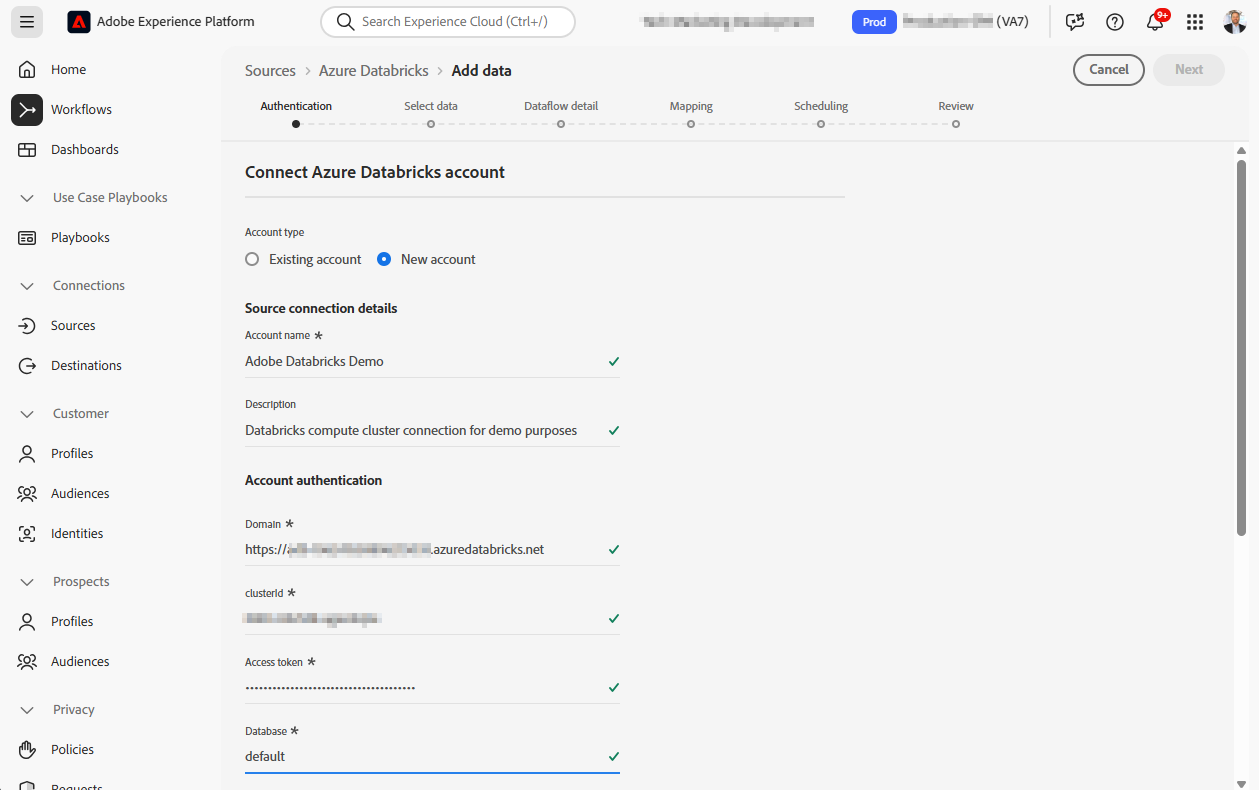 Adobe Experience Platform
Search Experience Cloud (Ctrl+/)
Prod
(VA7)
9+
Home
Workflows
Dashboards
Use Case Playbooks
Playbooks
Connections
Sources
Destinations
Customer
Profiles
Audiences
Identities
Prospects
Profiles
Audiences
Privacy
Policies
Requests
Sources > Azure Databricks > Add data
Cancel
Next
Authentication
Select data
Dataflow detail
Mapping
Scheduling
Review
Connect Azure Databricks account
Account type
Existing account
New account
Source connection details
Account name *
Adobe Databricks Demo
Description
Databricks compute cluster connection for demo purposes
Account authentication
Domain *
https:// .azuredatabricks.net
clusterId *
Access token *
••••••••••••••••••••••••••••••••••••••
Database *
default